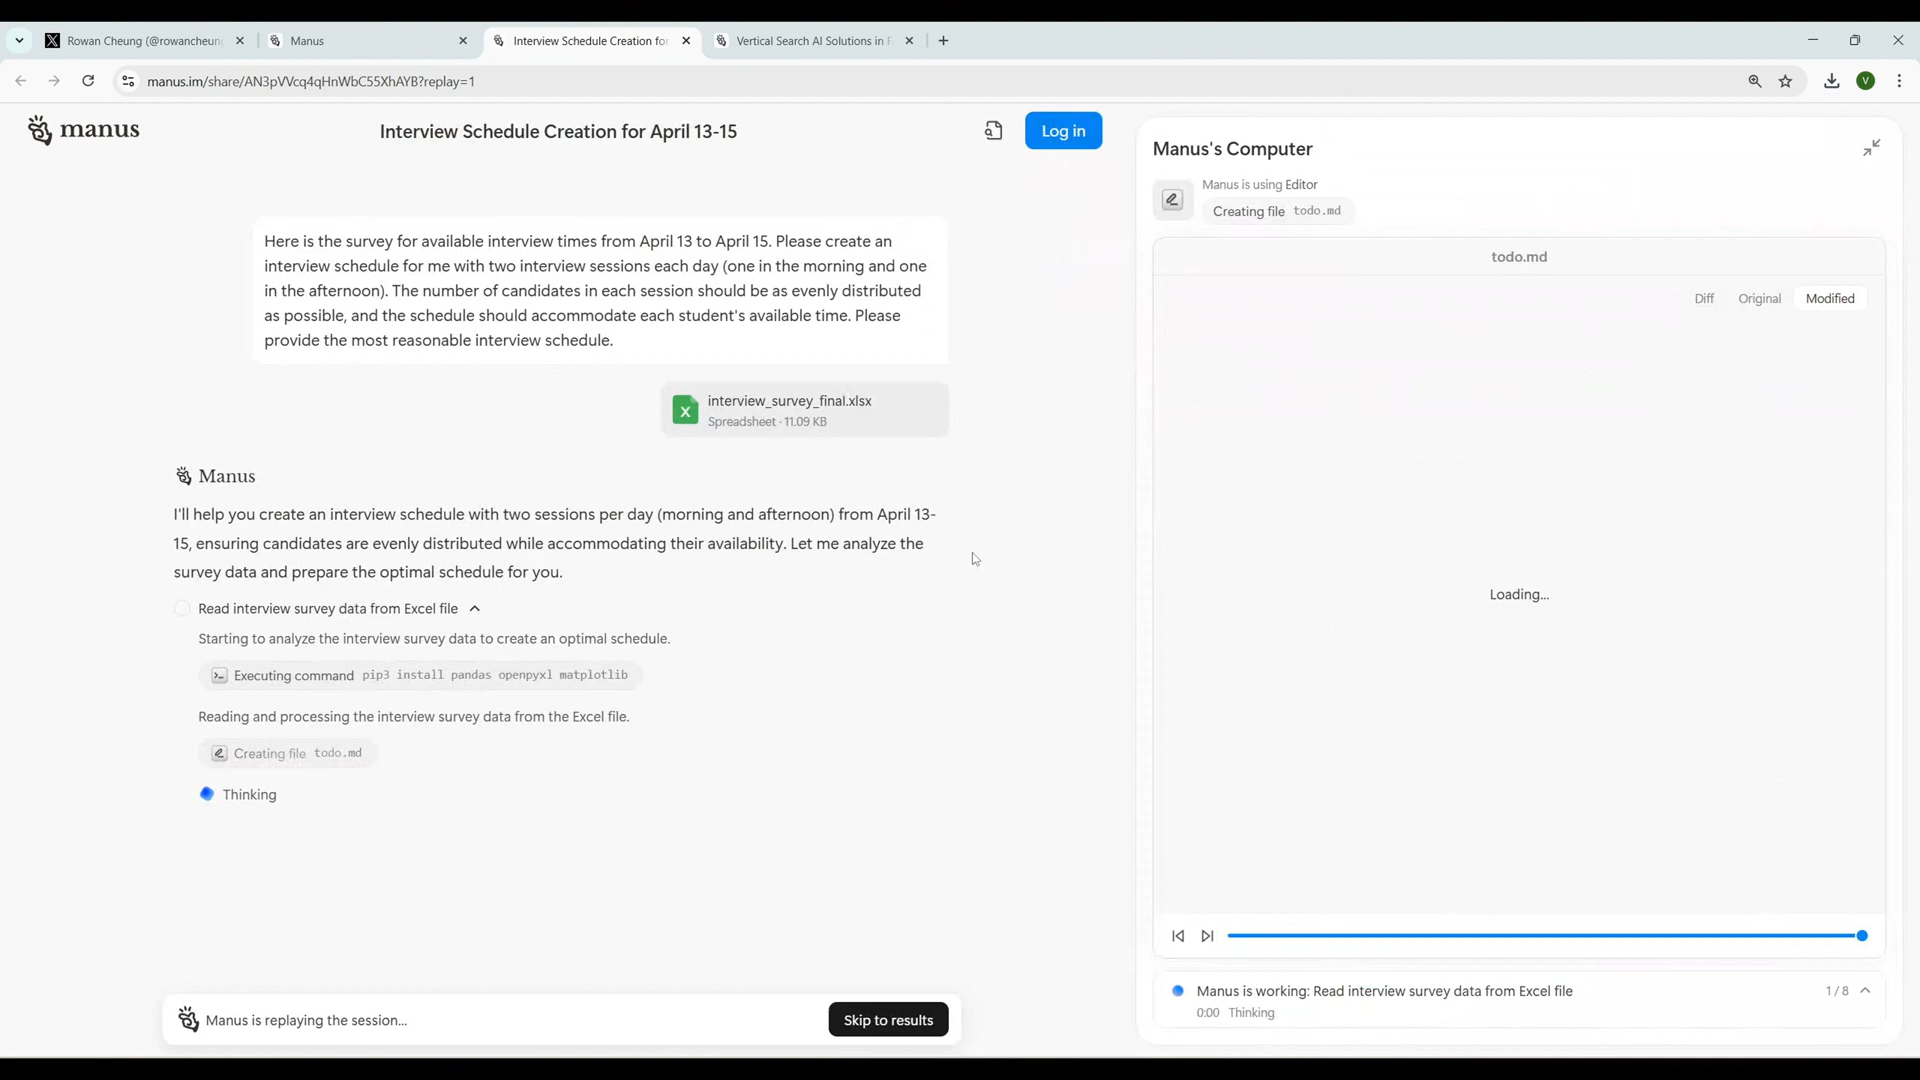 Rowan Cheung (@rowancheun
Manus
Interview Schedule Creation for
Vertical Search AI Solutions in
manus.im/share/AN3pVVcq4qHnWbC55XhAYB?replay=1
V
manus
Interview Schedule Creation for April 13-15
Log in
Here is the survey for available interview times from April 13 to April 15. Please create an
interview schedule for me with two interview sessions each day (one in the morning and one
in the afternoon). The number of candidates in each session should be as evenly distributed
as possible, and the schedule should accommodate each student's available time. Please
provide the most reasonable interview schedule.
X
interview_survey_final.xlsx
Spreadsheet · 11.09 KB
Manus
I'll help you create an interview schedule with two sessions per day (morning and afternoon) from April 13-
15, ensuring candidates are evenly distributed while accommodating their availability. Let me analyze the
survey data and prepare the optimal schedule for you.
Read interview survey data from Excel file
Starting to analyze the interview survey data to create an optimal schedule.
Executing command pip3 install pandas openpyxl matplotlib
Reading and processing the interview survey data from the Excel file.
Creating file todo.md
Thinking
Manus is replaying the session...
Skip to results
Manus's Computer
Manus is using Editor
Creating file todo.md
todo.md
Diff Original Modified
Loading...
Manus is working: Read interview survey data from Excel file
1 / 8
0:00 Thinking